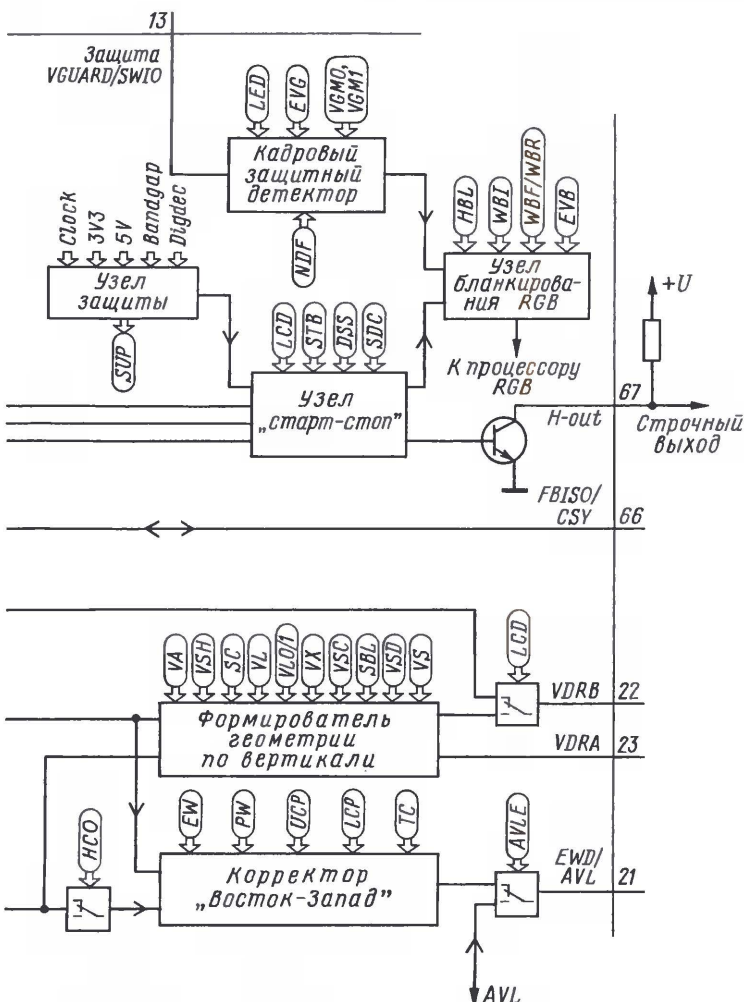 13
Защита
VGUARD/SWIO
LED
EVG
VGM0,
VGM1
Кадровый
защитный
детектор
NDF
HBL
WBI
WBF/WBR
EVB
Clock
3V3
5V
Bandgap
Digdec
Узел
защиты
SUP
Узел
бланкирова-
ния RGB
+U
К процессору
RGB
LCD
STB
DSS
SDC
Узел
„старт-стоп"
67
H-out
Строчный
выход
FBISO/
CSY
66
VA
VSH
SC
VL
VLO/1
VX
VSC
SBL
VSD
VS
LCD
VDRB
22
Формирователь
геометрии
по вертикали
VDRA
23
HCO
EW
PW
UCP
LCP
TC
AVLE
Корректор
„Восток-Запад"
EWD/
AVL
21
AVL